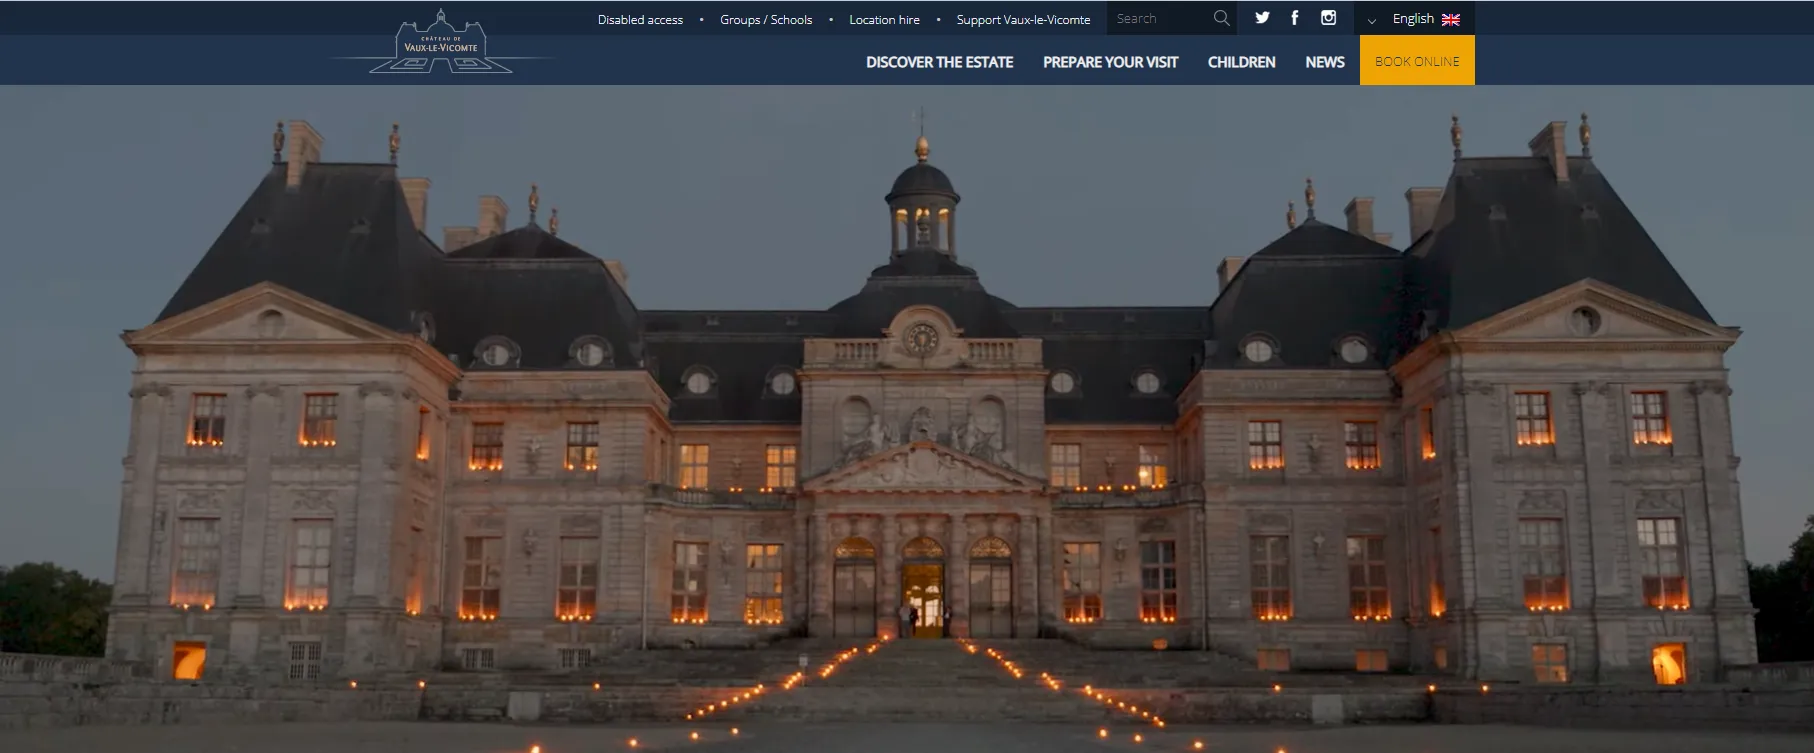 Disabled access • Groups / Schools • Location hire • Support Vaux-le-Vicomte Search English
CHÂTEAU DE
VAUX-LE-VICOMTE
DISCOVER THE ESTATE PREPARE YOUR VISIT CHILDREN NEWS BOOK ONLINE